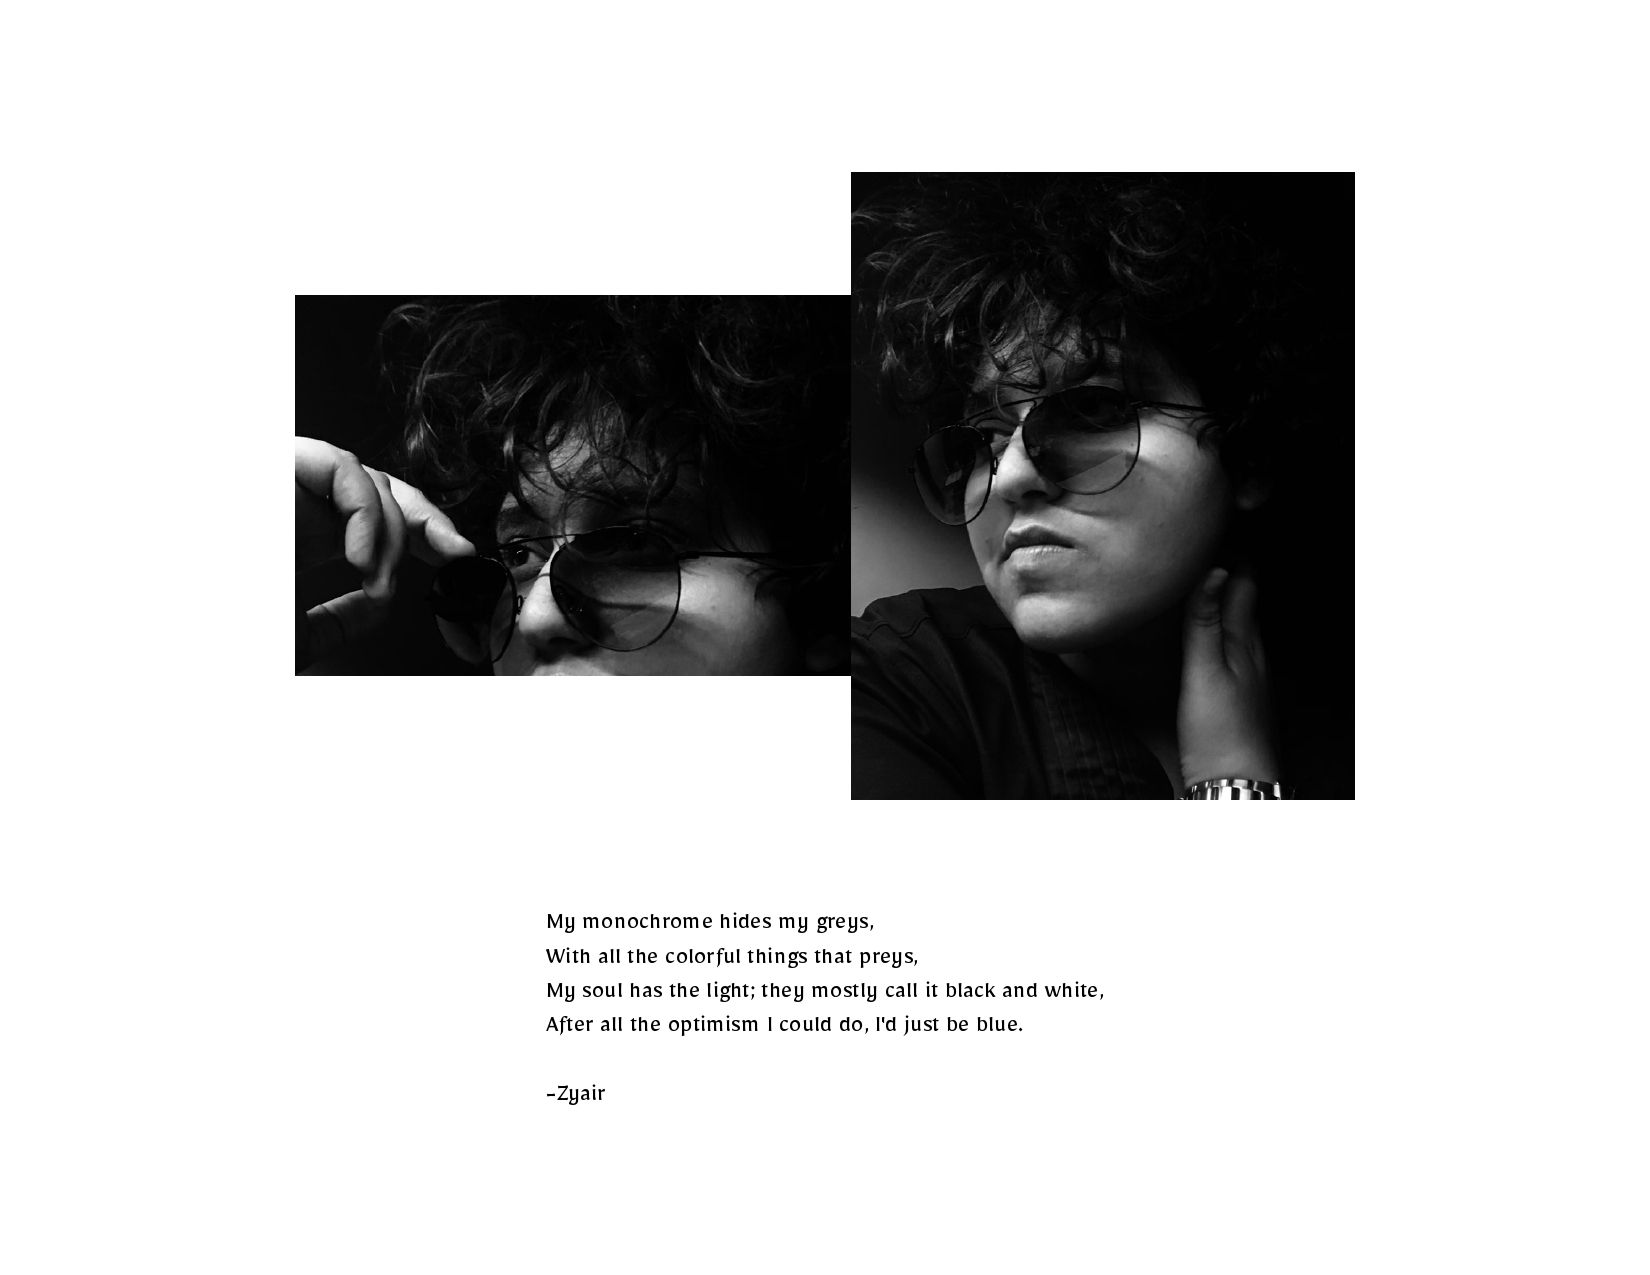 My monochrome hides my greys,
With all the colorful things that preys,
My soul has the light; they mostly call it black and white,
After all the optimism I could do, I'd just be blue.
-Zyair